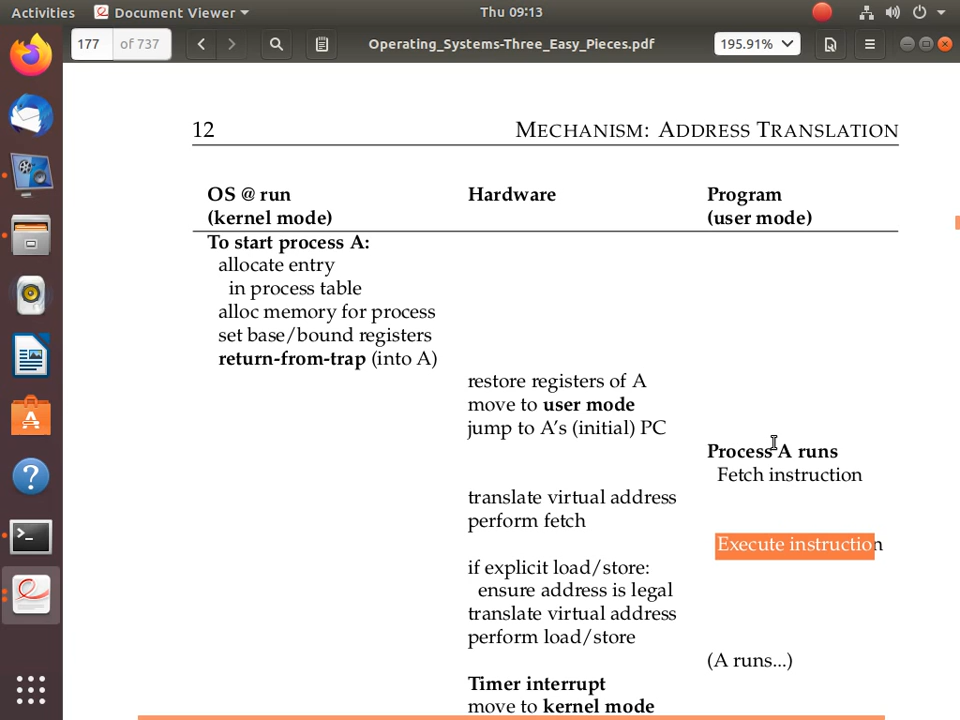 Activities Document Viewer Thu 09:13
177 of 737 Operating_Systems-Three_Easy_Pieces.pdf 195.91%
12 MECHANISM: ADDRESS TRANSLATION
OS @ run Hardware Program
(kernel mode) (user mode)
To start process A:
allocate entry
in process table
alloc memory for process
set base/bound registers
return-from-trap (into A)
restore registers of A
move to user mode
jump to A's (initial) PC
Process A runs
Fetch instruction
translate virtual address
perform fetch
Execute instruction
if explicit load/store:
ensure address is legal
translate virtual address
perform load/store
(A runs...)
Timer interrupt
move to kernel mode